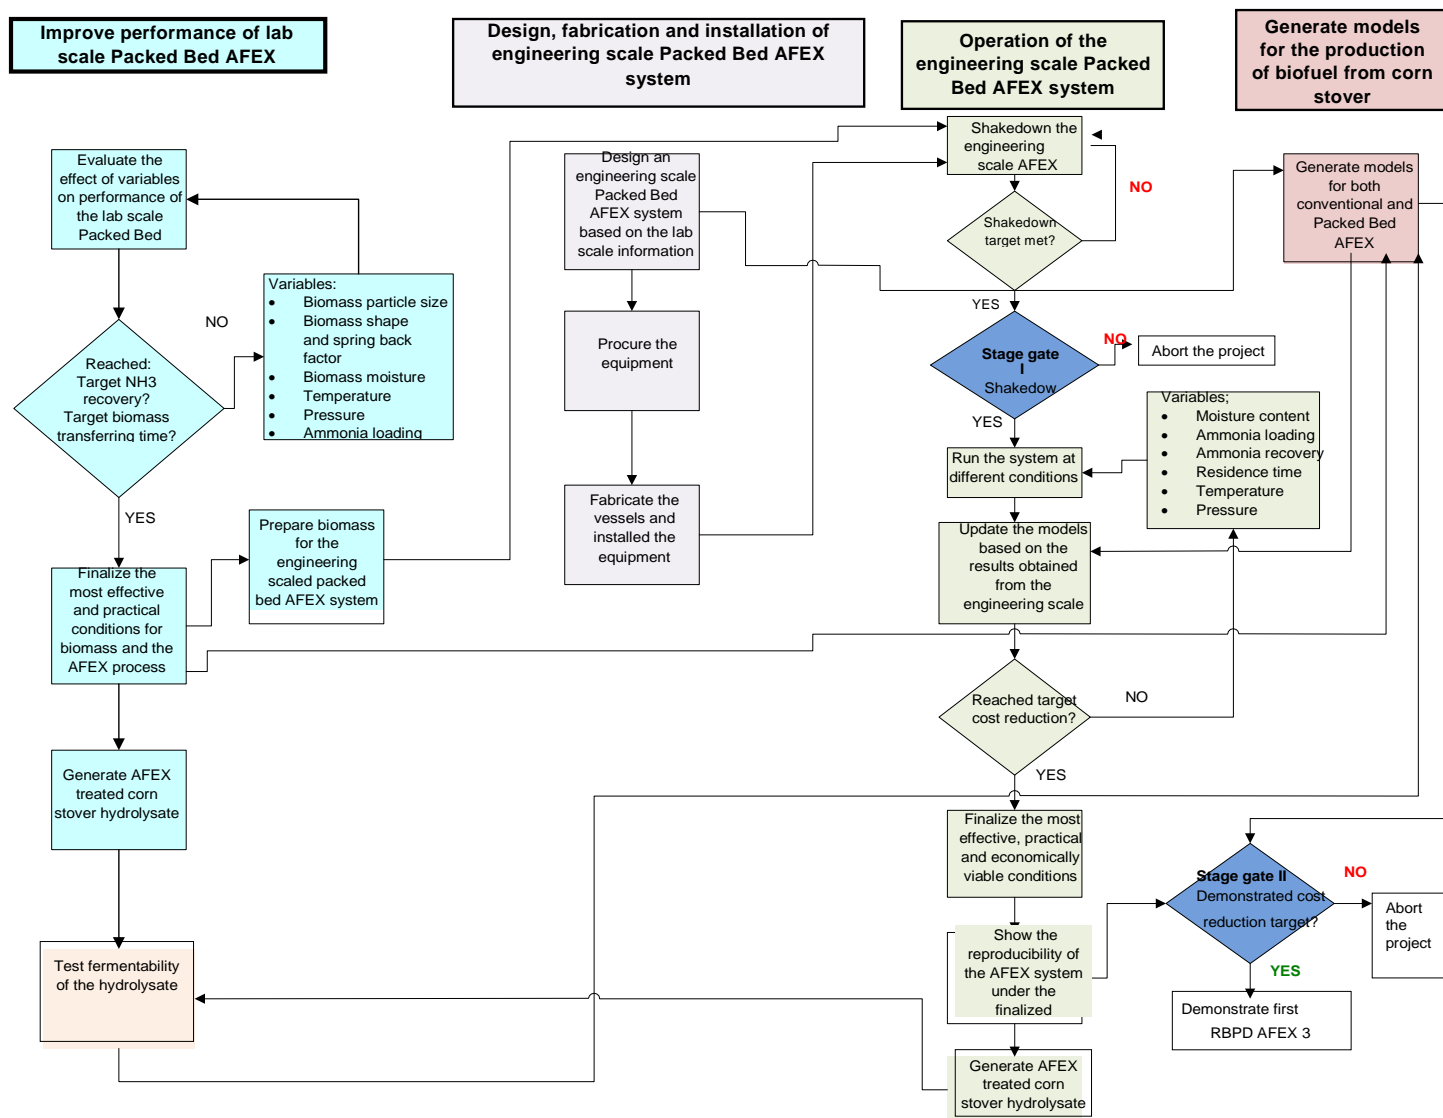 Improve performance of lab
scale Packed Bed AFEX
Design, fabrication and installation of
engineering scale Packed Bed AFEX
system
Operation of the
engineering scale Packed
Bed AFEX system
Generate models
for the production
of biofuel from corn
stover
Evaluate the
effect of variables
on performance of
the lab scale
Packed Bed
Variables:
• Biomass particle size
• Biomass shape
and spring back
factor
• Biomass moisture
• Temperature
• Pressure
• Ammonia loading
NO
Reached:
Target NH3
recovery?
Target biomass
transferring time?
YES
Prepare biomass
for the
engineering
scaled packed
bed AFEX system
Finalize the
most effective
and practical
conditions for
biomass and the
AFEX process
Generate AFEX
treated corn
stover hydrolysate
Test fermentability
of the hydrolysate
Design an
engineering scale
Packed Bed
AFEX system
based on the lab
scale information
Procure the
equipment
Fabricate the
vessels and
installed the
equipment
Shakedown the
engineering
scale AFEX
NO
Shakedown
target met?
YES
Stage gate
I
Shakedow
NO
Abort the project
YES
Run the system at
different conditions
Variables;
• Moisture content
• Ammonia loading
• Ammonia recovery
• Residence time
• Temperature
• Pressure
Update the models
based on the
results obtained
from the
engineering scale
Reached target
cost reduction?
NO
YES
Finalize the most
effective, practical
and economically
viable conditions
Show the
reproducibility of
the AFEX system
under the
finalized
Generate AFEX
treated corn
stover hydrolysate
Generate models
for both
conventional and
Packed Bed
AFEX
Stage gate II
Demonstrated cost
reduction target?
NO
Abort
the
project
YES
Demonstrate first
RBPD AFEX 3